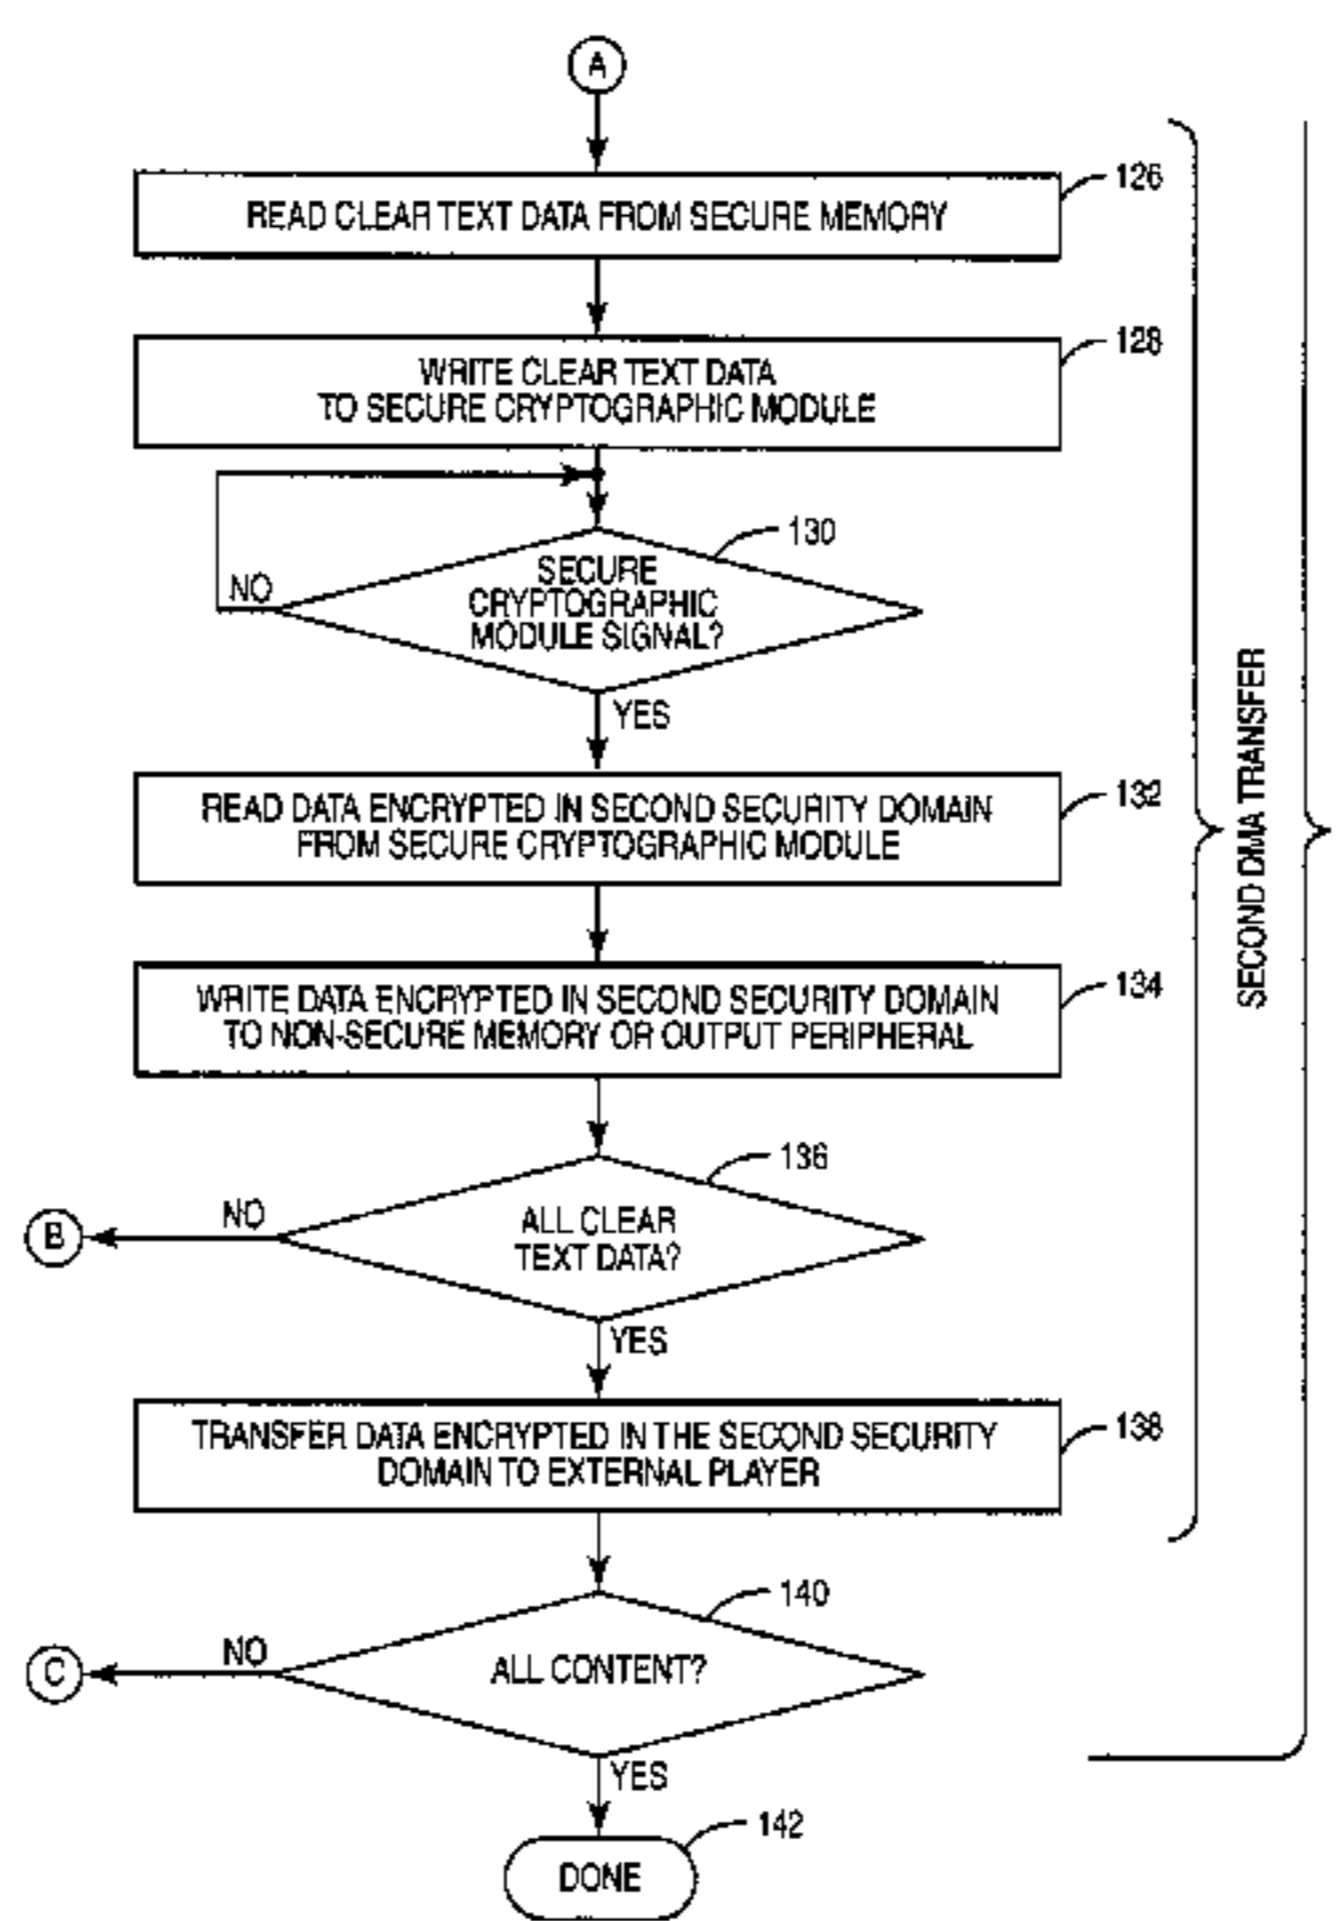 A
READ CLEAR TEXT DATA FROM SECURE MEMORY
126
WRITE CLEAR TEXT DATA
TO SECURE CRYPTOGRAPHIC MODULE
128
130
SECURE
CRYPTOGRAPHIC
MODULE SIGNAL?
NO
YES
READ DATA ENCRYPTED IN SECOND SECURITY DOMAIN
FROM SECURE CRYPTOGRAPHIC MODULE
132
WRITE DATA ENCRYPTED IN SECOND SECURITY DOMAIN
TO NON-SECURE MEMORY OR OUTPUT PERIPHERAL
134
136
ALL CLEAR
TEXT DATA?
NO
B
YES
TRANSFER DATA ENCRYPTED IN THE SECOND SECURITY
DOMAIN TO EXTERNAL PLAYER
138
SECOND DMA TRANSFER
140
ALL CONTENT?
NO
C
YES
142
DONE